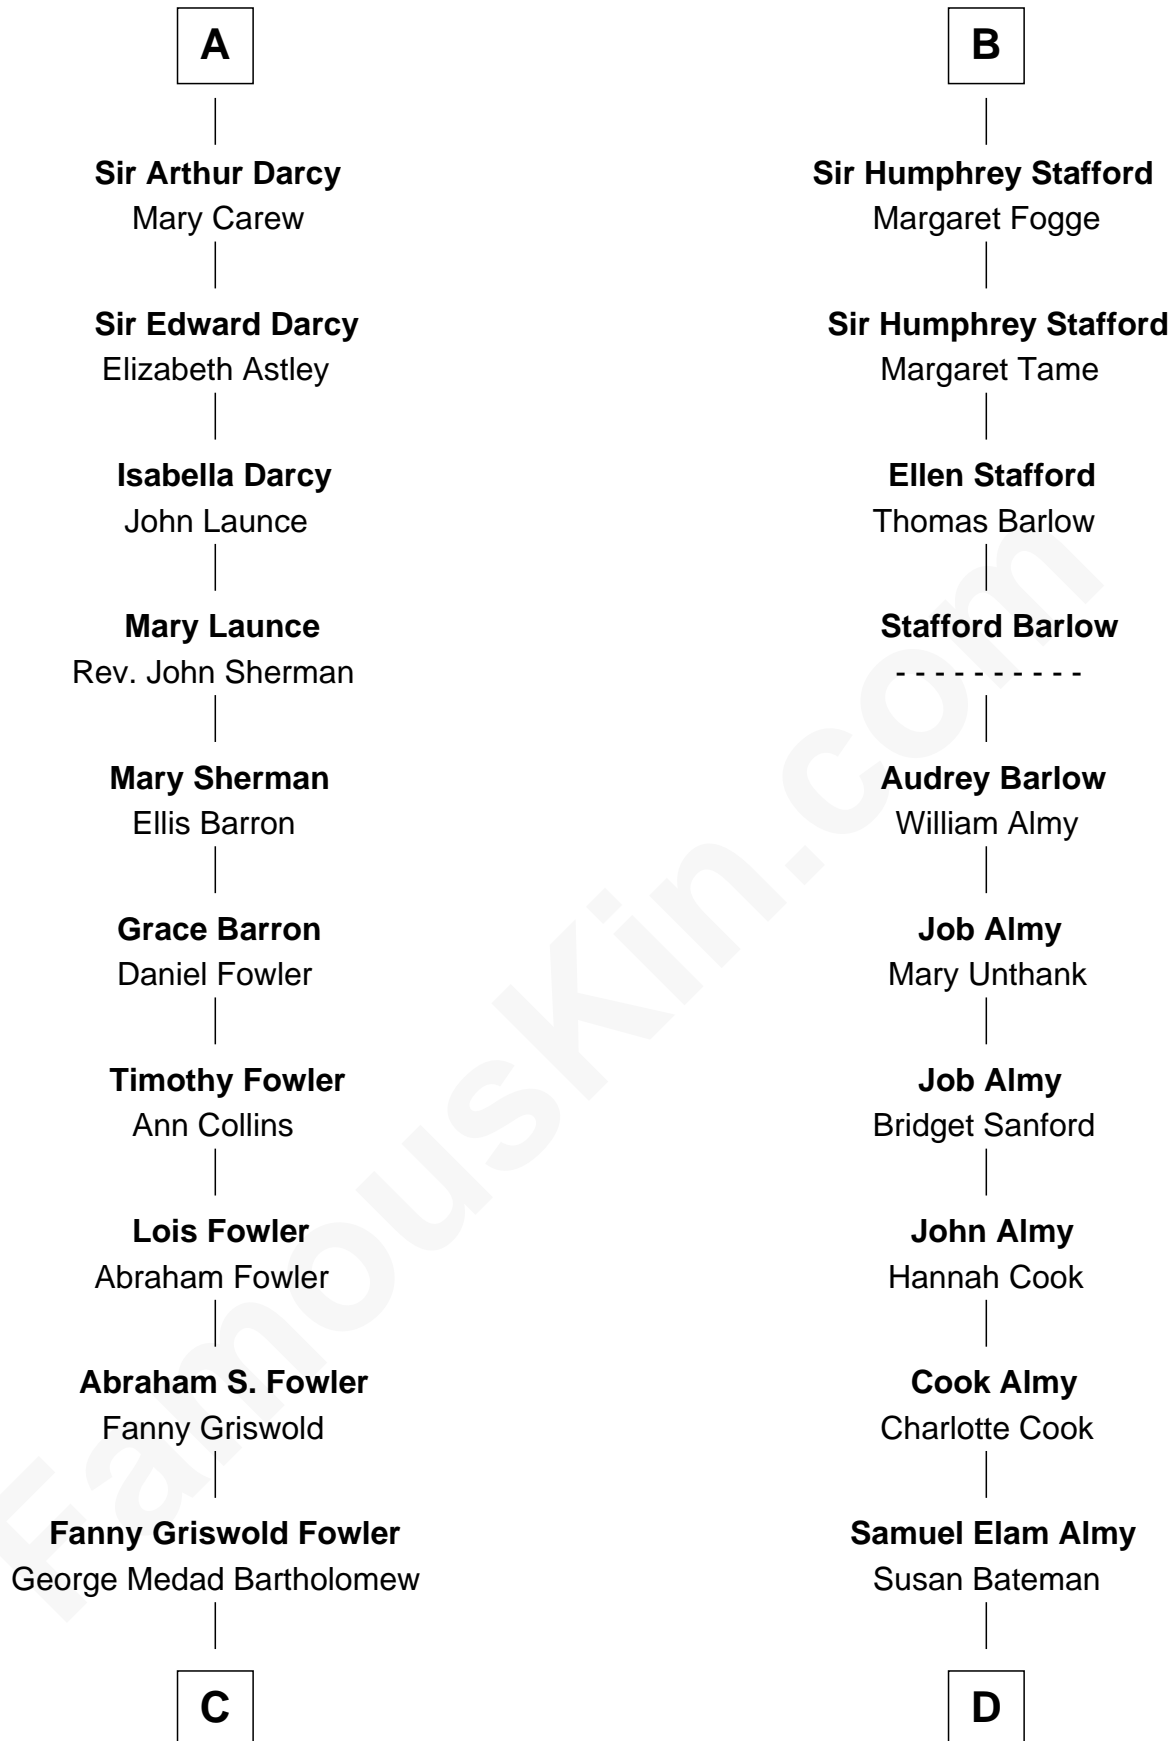 A
Sir Arthur Darcy
Mary Carew
Sir Edward Darcy
Elizabeth Astley
Isabella Darcy
John Launce
Mary Launce
Rev. John Sherman
Mary Sherman
Ellis Barron
Grace Barron
Daniel Fowler
Timothy Fowler
Ann Collins
Lois Fowler
Abraham Fowler
Abraham S. Fowler
Fanny Griswold
Fanny Griswold Fowler
George Medad Bartholomew
C
B
Sir Humphrey Stafford
Margaret Fogge
Sir Humphrey Stafford
Margaret Tame
Ellen Stafford
Thomas Barlow
Stafford Barlow
- - - - - - - - - -
Audrey Barlow
William Almy
Job Almy
Mary Unthank
Job Almy
Bridget Sanford
John Almy
Hannah Cook
Cook Almy
Charlotte Cook
Samuel Elam Almy
Susan Bateman
D
FamousKin.com